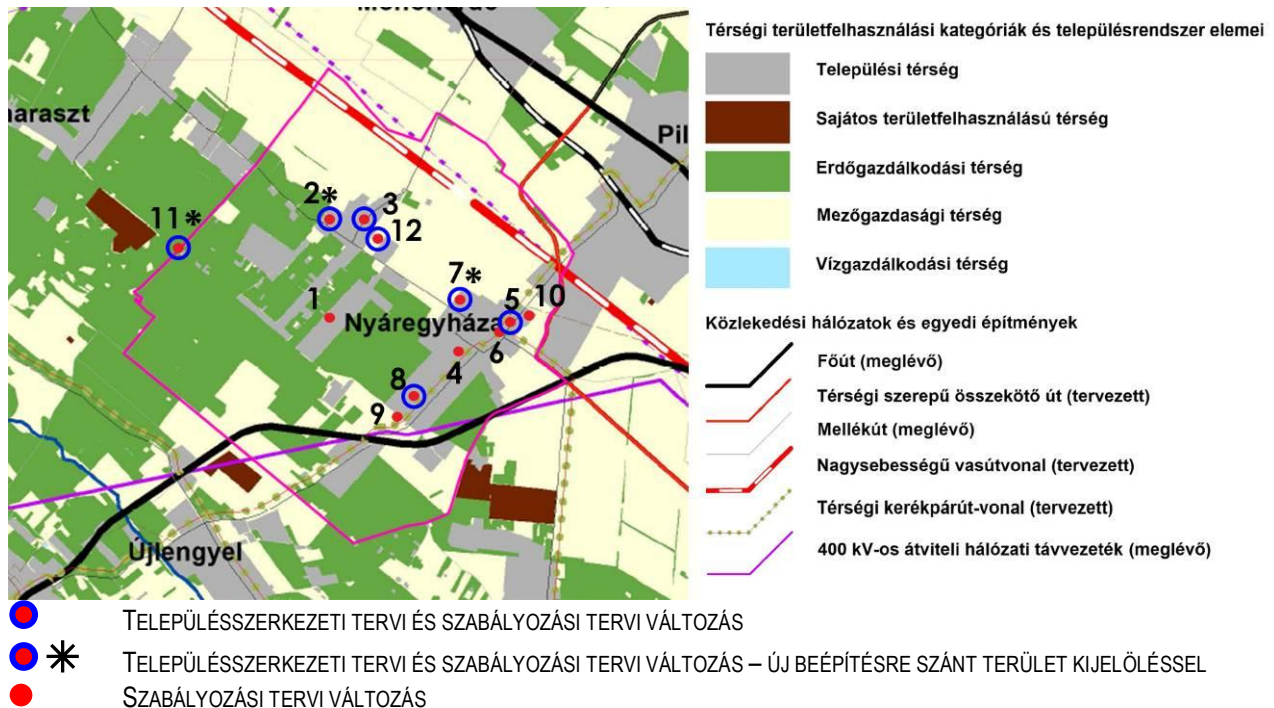 araszt
Pil
11*
2*
3
12
7*
1
Nyáregyháza
5
10
6
4
8
9
Újlengyel
Térségi területfelhasználási kategóriák és településrendszer elemei
Települési térség
Sajátos területfelhasználású térség
Erdőgazdálkodási térség
Mezőgazdasági térség
Vízgazdálkodási térség
Közlekedési hálózatok és egyedi építmények
Főút (meglévő)
Térségi szerepű összekötő út (tervezett)
Mellékút (meglévő)
Nagysebességű vasútvonal (tervezett)
Térségi kerékpárút-vonal (tervezett)
400 kV-os átviteli hálózati távvezeték (meglévő)
TELEPÜLÉSSZERKEZETI TERVI ÉS SZABÁLYOZÁSI TERVI VÁLTOZÁS
* TELEPÜLÉSSZERKEZETI TERVI ÉS SZABÁLYOZÁSI TERVI VÁLTOZÁS – ÚJ BEÉPÍTÉSRE SZÁNT TERÜLET KIJELÖLÉSSEL
SZABÁLYOZÁSI TERVI VÁLTOZÁS